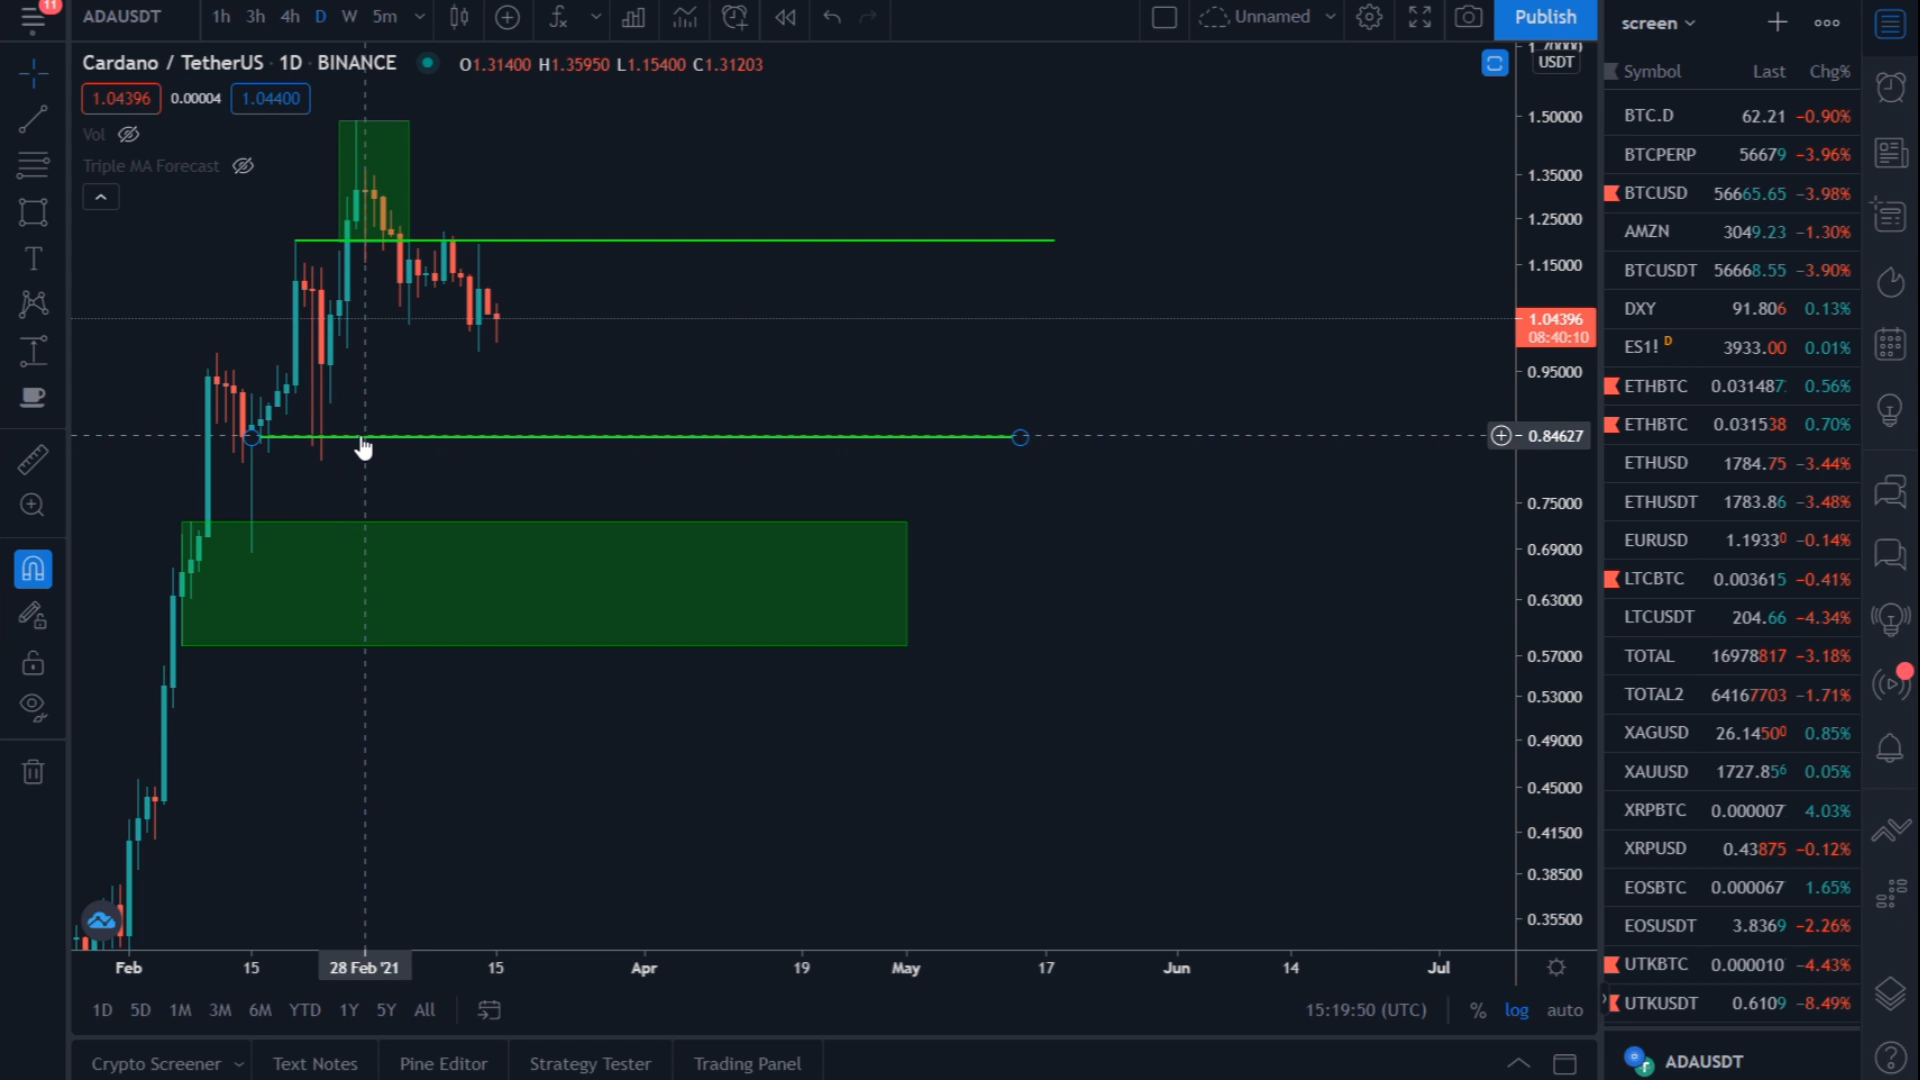 11
ADAUSDT
1h 3h 4h D W 5m
Unnamed
Publish
screen
Cardano / TetherUS · 1D · BINANCE
O1.31400 H1.35950 L1.15400 C1.31203
1.04396 0.00004 1.04400
Vol
Triple MA Forecast
USDT
1.50000
1.35000
1.25000
1.15000
1.04396
08:40:10
0.95000
0.84627
0.75000
0.69000
0.63000
0.57000
0.53000
0.49000
0.45000
0.41500
0.38500
0.35500
Feb 15 28 Feb '21 15 Apr 19 May 17 Jun 14 Jul
1D 5D 1M 3M 6M YTD 1Y 5Y All
15:19:50 (UTC) % log auto
Crypto Screener Text Notes Pine Editor Strategy Tester Trading Panel
Symbol Last Chg%
BTC.D 62.21 −0.90%
BTCPERP 56679 −3.96%
BTCUSD 56665.65 −3.98%
AMZN 3049.23 −1.30%
BTCUSDT 56668.55 −3.90%
DXY 91.806 0.13%
ES1! D 3933.00 0.01%
ETHBTC 0.031487 0.56%
ETHBTC 0.031538 0.70%
ETHUSD 1784.75 −3.44%
ETHUSDT 1783.86 −3.48%
EURUSD 1.19330 −0.14%
LTCBTC 0.003615 −0.41%
LTCUSDT 204.66 −4.34%
TOTAL 16978817 −3.18%
TOTAL2 64167703 −1.71%
XAGUSD 26.1450⁰ 0.85%
XAUUSD 1727.85⁶ 0.05%
XRPBTC 0.000007 4.03%
XRPUSD 0.43875 −0.12%
EOSBTC 0.000067 1.65%
EOSUSDT 3.8369 −2.26%
UTKBTC 0.000010 −4.43%
UTKUSDT 0.6109 −8.49%
ADAUSDT